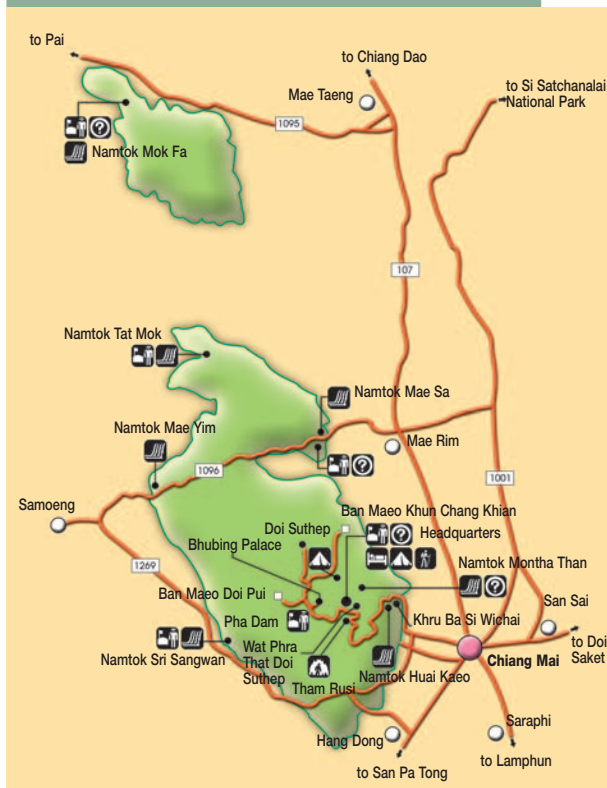 to Pai
to Chiang Dao
Mae Taeng
to Si Satchanalai
National Park
1095
Namtok Mok Fa
107
Namtok Tat Mok
Namtok Mae Sa
Namtok Mae Yim
Mae Rim
1096
1001
Samoeng
Ban Maeo Khun Chang Khian
Doi Suthep
Headquarters
Bhubing Palace
Namtok Montha Than
1269
Ban Maeo Doi Pui
San Sai
Khru Ba Si Wichai
Pha Dam
to Doi
Saket
Wat Phra
That Doi
Suthep
Chiang Mai
Namtok Sri Sangwan
Namtok Huai Kaeo
Tham Rusi
Saraphi
Hang Dong
to Lamphun
to San Pa Tong